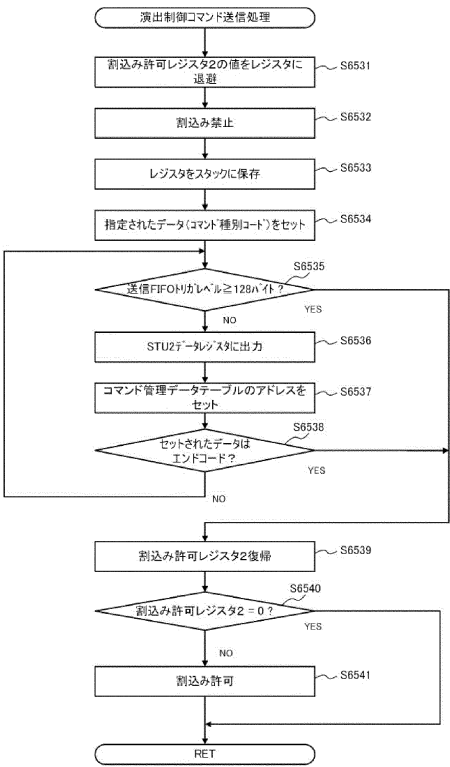 演出制御コマンド送信処理
割込み許可レジスタ2の値をレジスタに
退避
S6531
割込み禁止
S6532
レジスタをスタックに保存
S6533
指定されたデータ(コマンド種別コード)をセット
S6534
S6535
送信FIFOトリガレベル≧128バイト?
YES
NO
STU2データレジスタに出力
S6536
コマンド管理データテーブルのアドレスを
セット
S6537
S6538
セットされたデータは
エンドコード?
YES
NO
割込み許可レジスタ2復帰
S6539
S6540
割込み許可レジスタ2=0?
YES
NO
割込み許可
S6541
RET